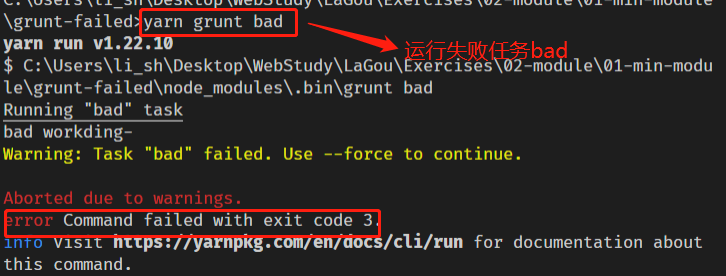 C:\Users\li_sh\Desktop\WebStudy\LaGou\Exercises\02-module\01-min-module
\grunt-failed>yarn grunt bad
运行失败任务bad
yarn run v1.22.10
$ C:\Users\li_sh\Desktop\WebStudy\LaGou\Exercises\02-module\01-min-modu
le\grunt-failed\node_modules\.bin\grunt bad
Running "bad" task
bad workding-
Warning: Task "bad" failed. Use --force to continue.
Aborted due to warnings.
error Command failed with exit code 3.
info Visit https://yarnpkg.com/en/docs/cli/run for documentation about
this command.